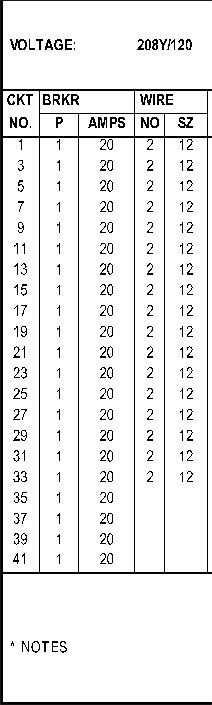 VOLTAGE: 208Y/120
CKT BRKR WIRE
NO. P AMPS NO SZ
1 1 20 2 12
3 1 20 2 12
5 1 20 2 12
7 1 20 2 12
9 1 20 2 12
11 1 20 2 12
13 1 20 2 12
15 1 20 2 12
17 1 20 2 12
19 1 20 2 12
21 1 20 2 12
23 1 20 2 12
25 1 20 2 12
27 1 20 2 12
29 1 20 2 12
31 1 20 2 12
33 1 20 2 12
35 1 20
37 1 20
39 1 20
41 1 20
* NOTES